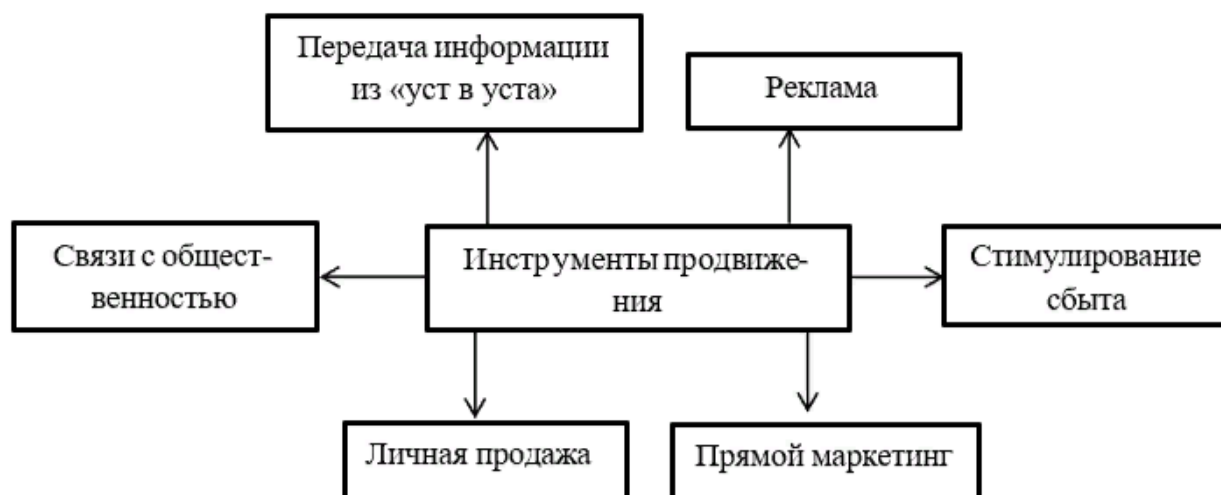 Передача информации
из «уст в уста»
Реклама
Связи с общест-
венностью
Инструменты продвиже-
ния
Стимулирование
сбыта
Личная продажа
Прямой маркетинг